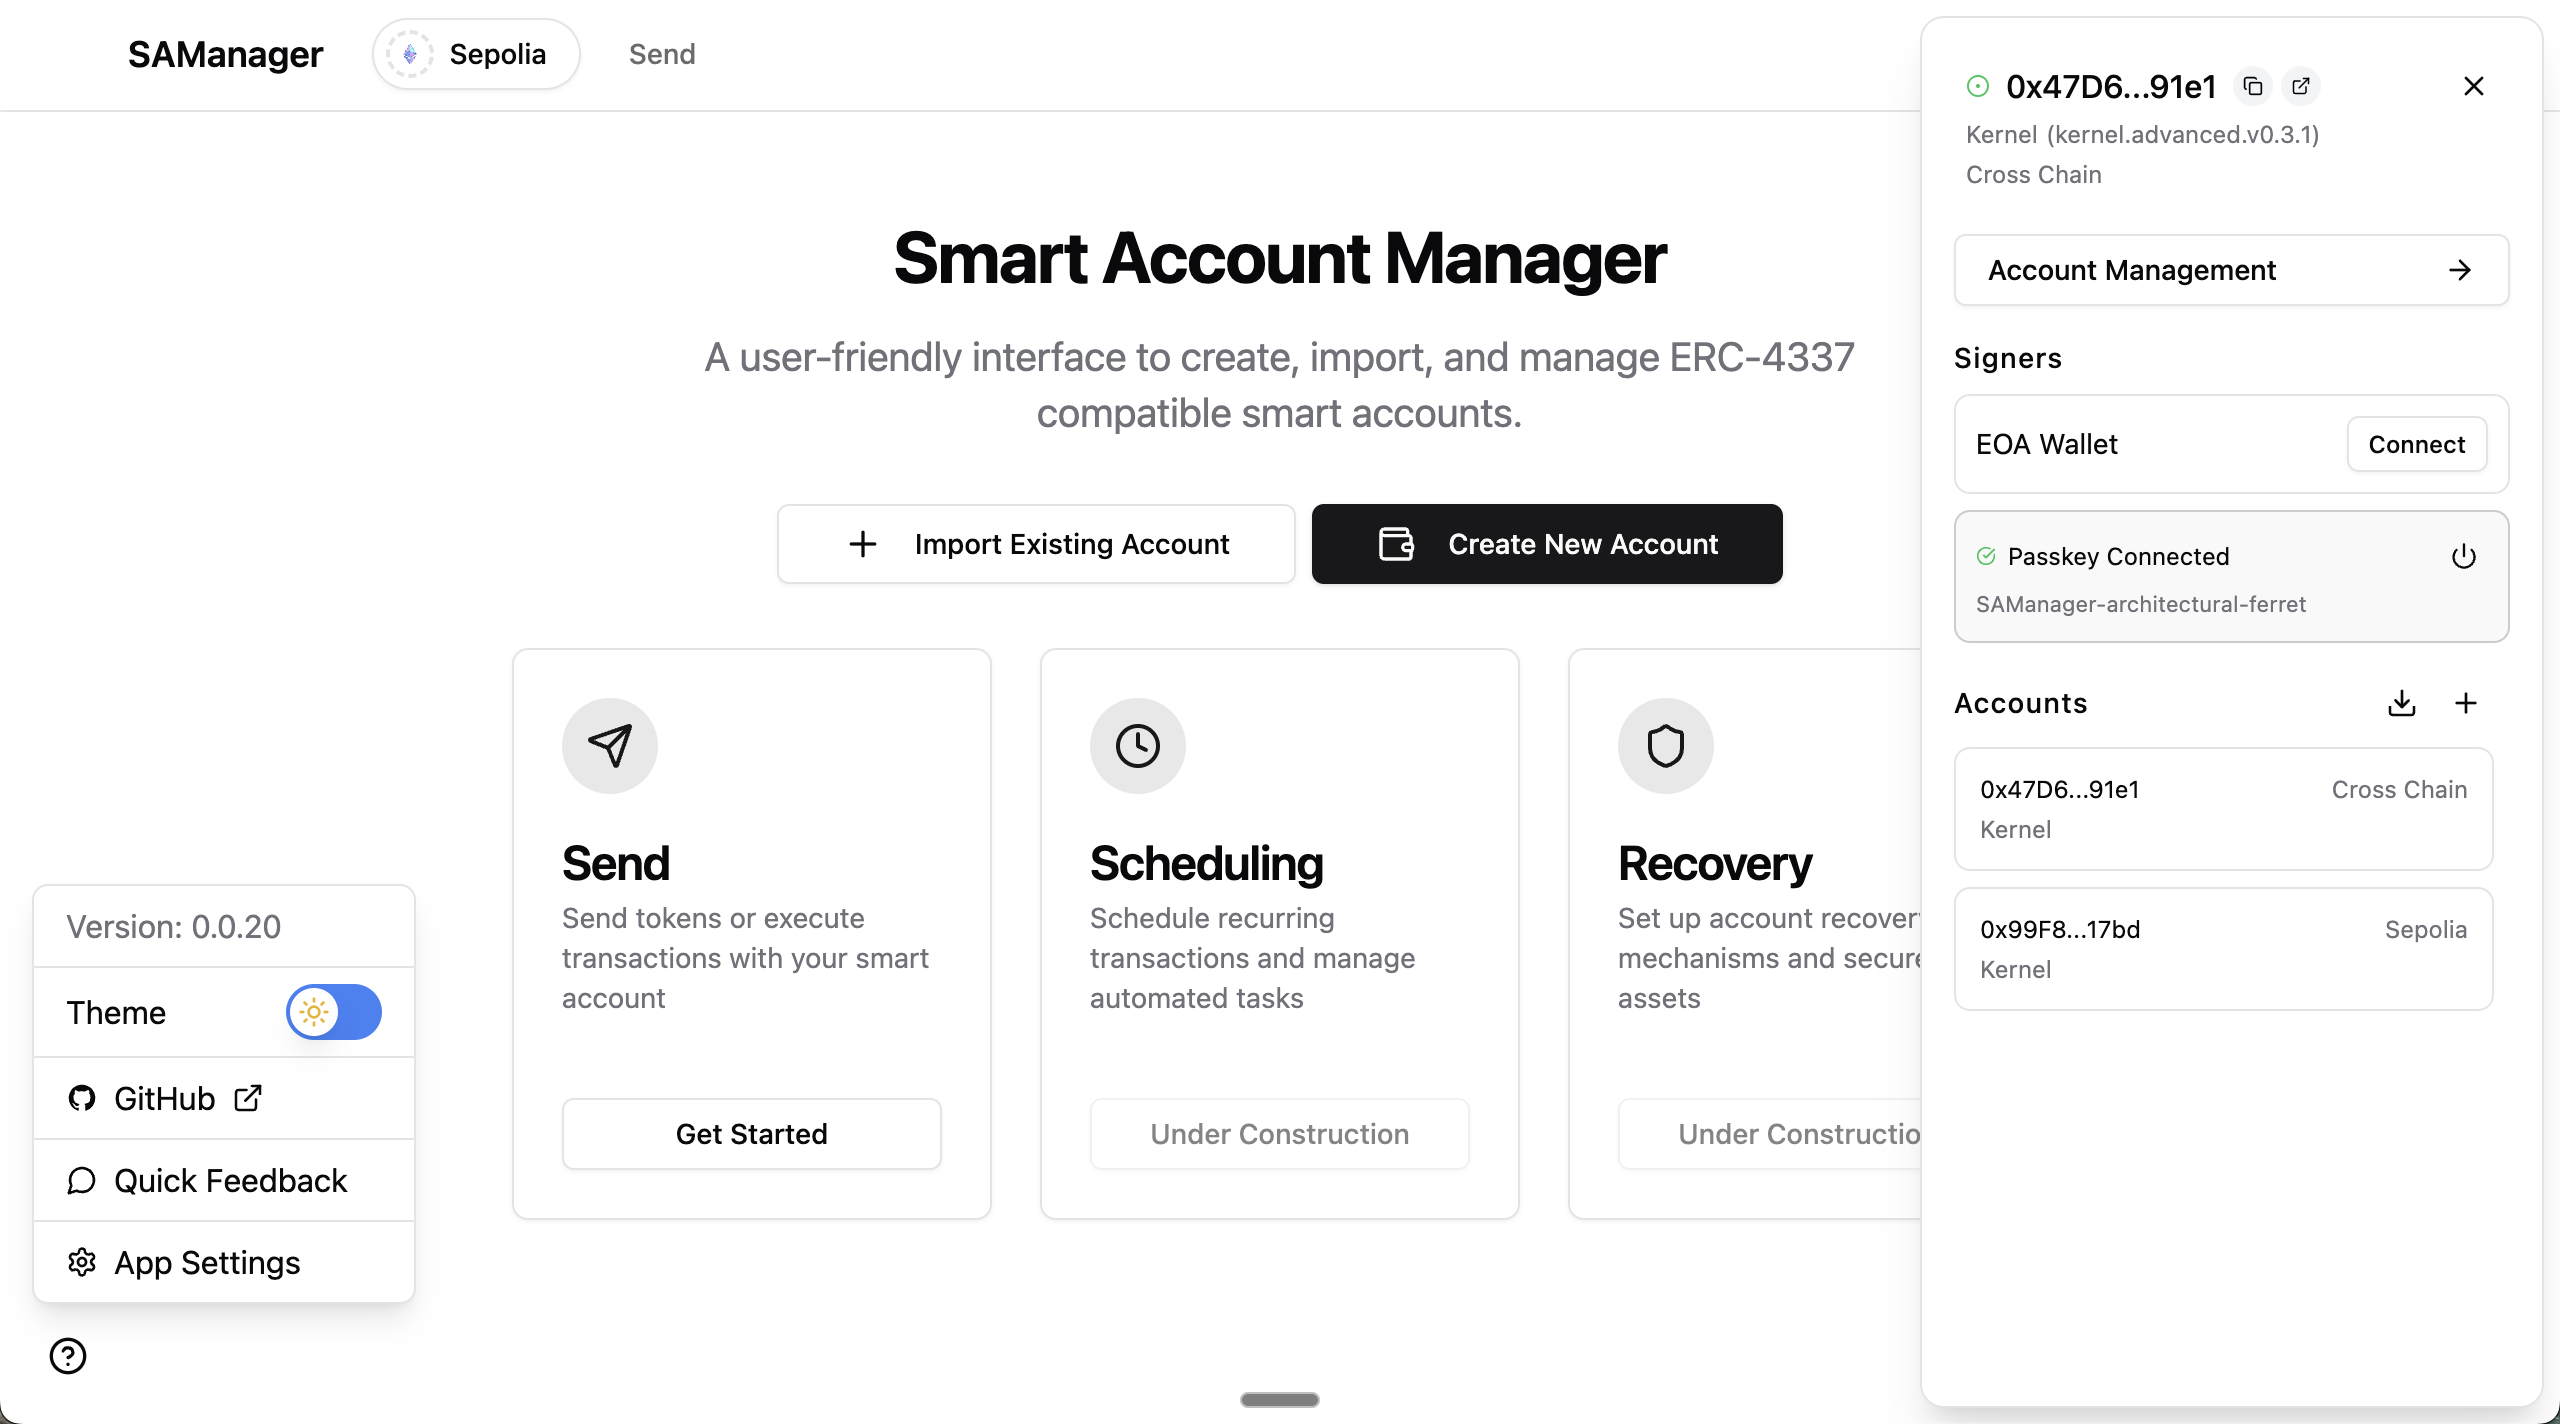 SAManager
Sepolia
Send
Smart Account Manager
A user-friendly interface to create, import, and manage ERC-4337
compatible smart accounts.
Import Existing Account
Create New Account
Send
Send tokens or execute
transactions with your smart
account
Get Started
Scheduling
Schedule recurring
transactions and manage
automated tasks
Under Construction
Recovery
Set up account recover
mechanisms and secure
assets
Under Constructio
Version: 0.0.20
Theme
GitHub
Quick Feedback
App Settings
0x47D6...91e1
Kernel (kernel.advanced.v0.3.1)
Cross Chain
Account Management
Signers
EOA Wallet
Connect
Passkey Connected
SAManager-architectural-ferret
Accounts
0x47D6...91e1
Cross Chain
Kernel
0x99F8...17bd
Sepolia
Kernel